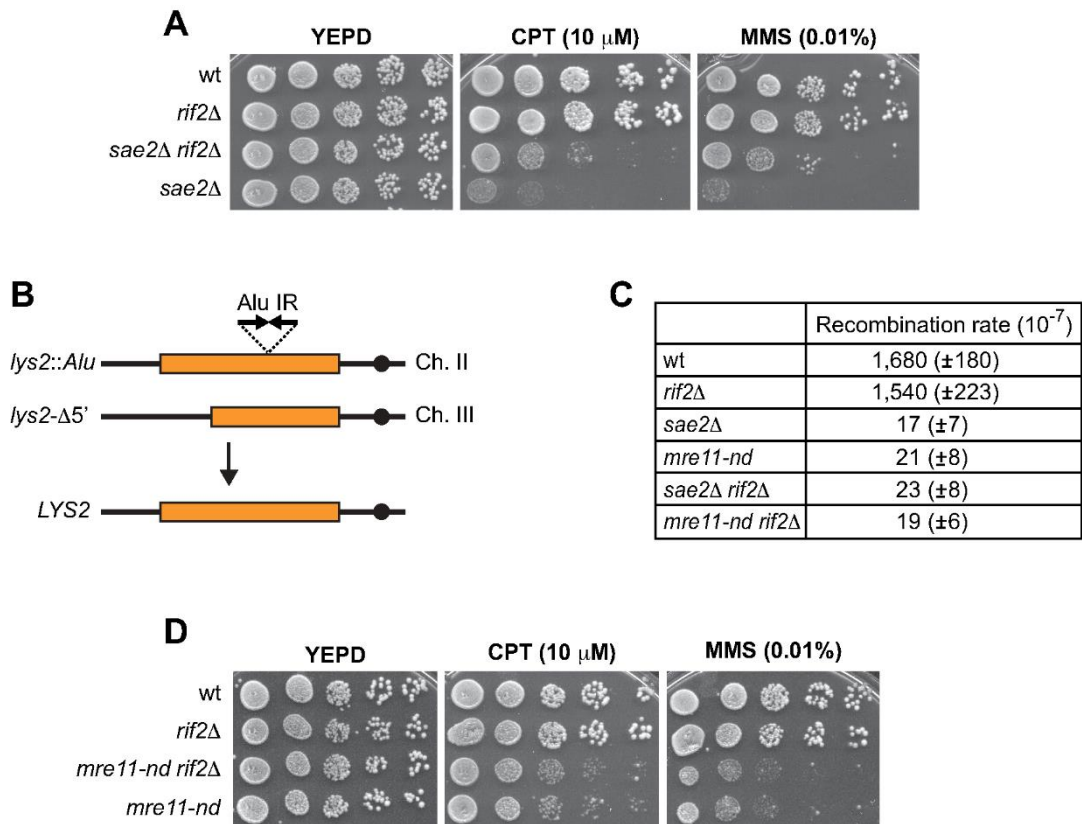 A
YEPD CPT (10 μM) MMS (0.01%)
wt
rif2Δ
sae2Δ rif2Δ
sae2Δ
B
Alu IR
lys2::Alu Ch. II
lys2-Δ5' Ch. III
LYS2
C
Recombination rate (10-7)
wt 1,680 (±180)
rif2Δ 1,540 (±223)
sae2Δ 17 (±7)
mre11-nd 21 (±8)
sae2Δ rif2Δ 23 (±8)
mre11-nd rif2Δ 19 (±6)
D
YEPD CPT (10 μM) MMS (0.01%)
wt
rif2Δ
mre11-nd rif2Δ
mre11-nd